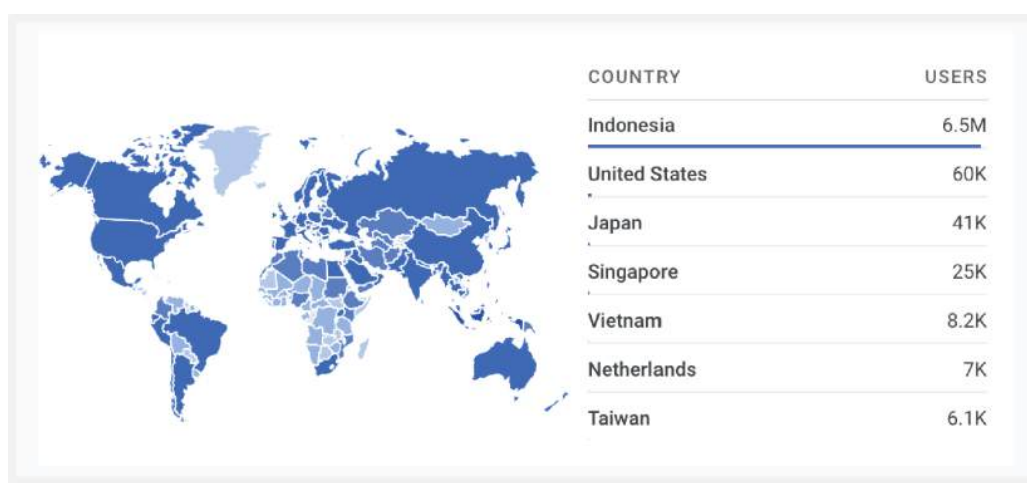 COUNTRY USERS
Indonesia 6.5M
United States 60K
Japan 41K
Singapore 25K
Vietnam 8.2K
Netherlands 7K
Taiwan 6.1K